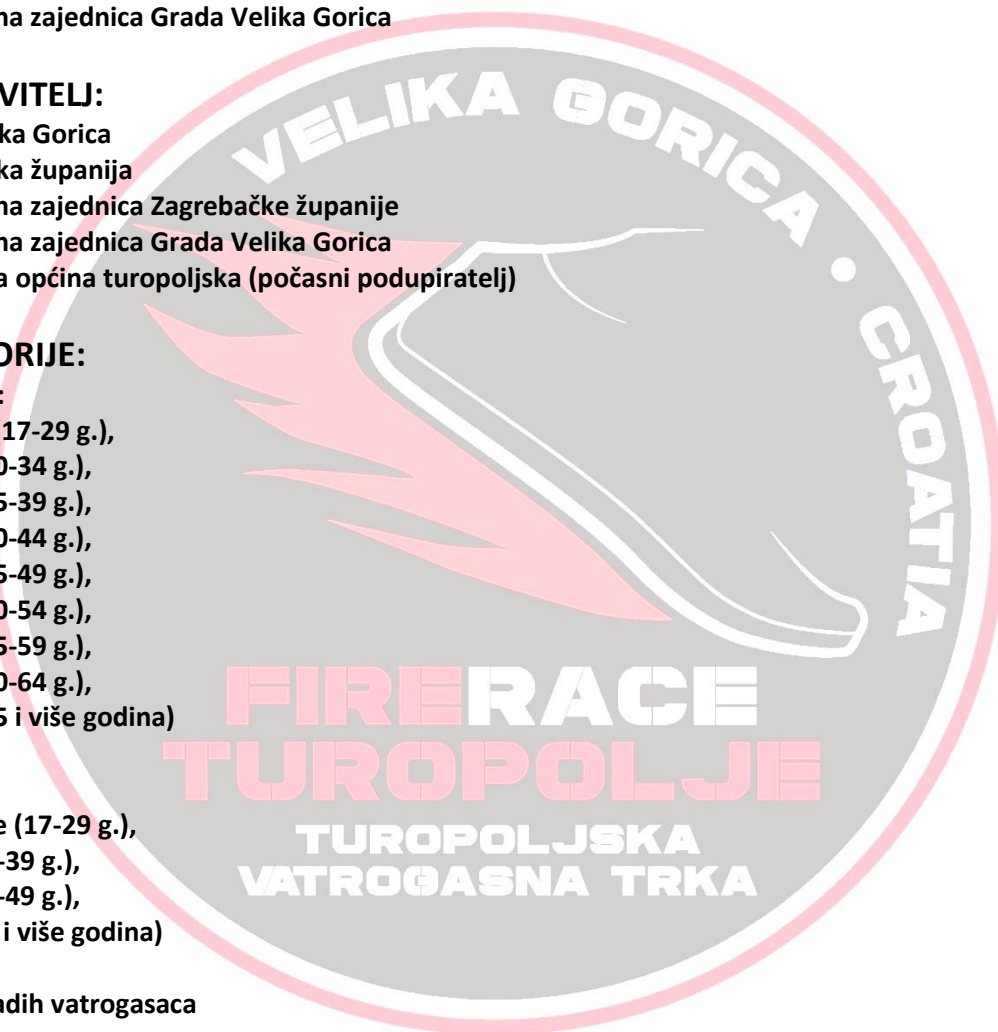 na zajednica Grada Velika Gorica
VITELJ:
ka Gorica
ka županija
na zajednica Zagrebačke županije
na zajednica Grada Velika Gorica
a općina turopoljska (počasni podupiratelj)
ORIJE:
:
17-29 g.),
0-34 g.),
5-39 g.),
0-44 g.),
5-49 g.),
0-54 g.),
5-59 g.),
0-64 g.),
5 i više godina)
e (17-29 g.),
-39 g.),
-49 g.),
i više godina)
adih vatrogasaca
VELIKA GORICA • CROATIA
FIRERACE
TUROPOLJE
TUROPOLJSKA
VATROGASNA TRKA